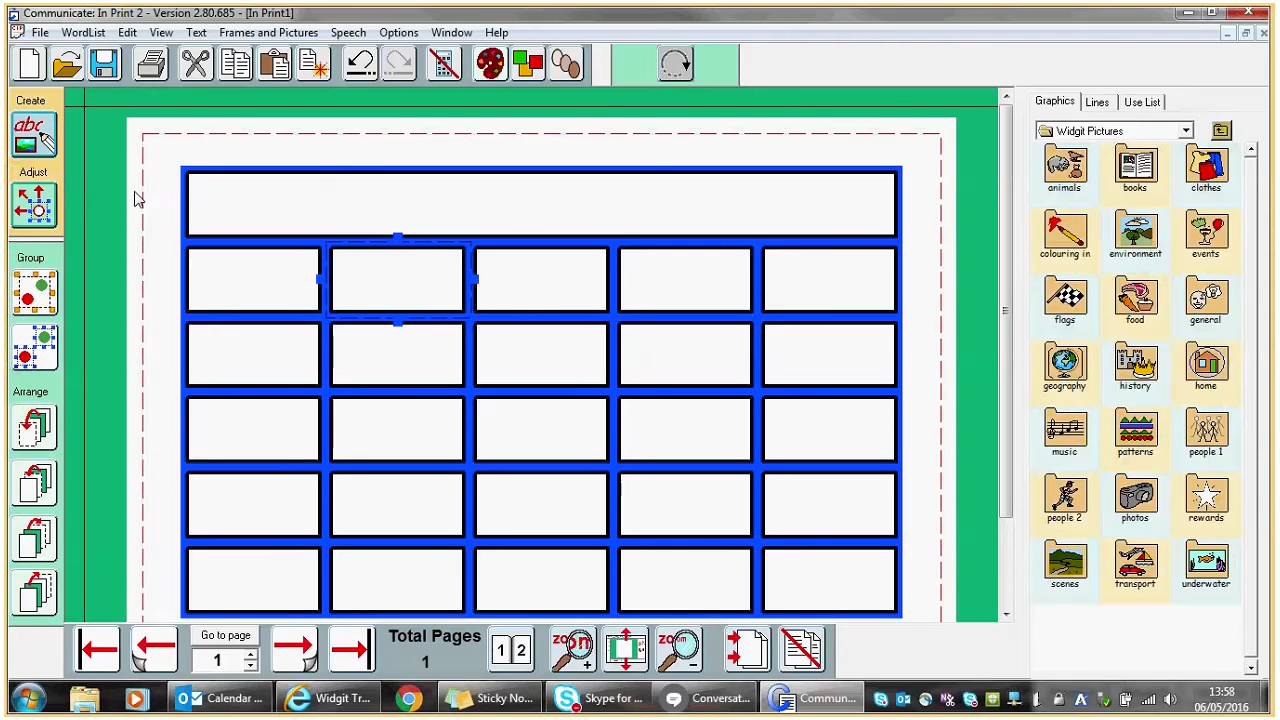 Communicate: In Print 2 - Version 2.80.685 - [In Print1]
File WordList Edit View Text Frames and Pictures Speech Options Window Help
Create
abc
Adjust
Group
Arrange
Graphics Lines Use List
Widgit Pictures
animals books clothes
colouring in environment events
flags food general
geography history home
music patterns people 1
people 2 photos rewards
scenes transport underwater
Go to page
1
Total Pages
1
1 2
zoom
+
zoom
-
Calendar ...
Widgit Tr...
Sticky No...
Skype for ...
Conversat...
Commun...
13:58
06/05/2016